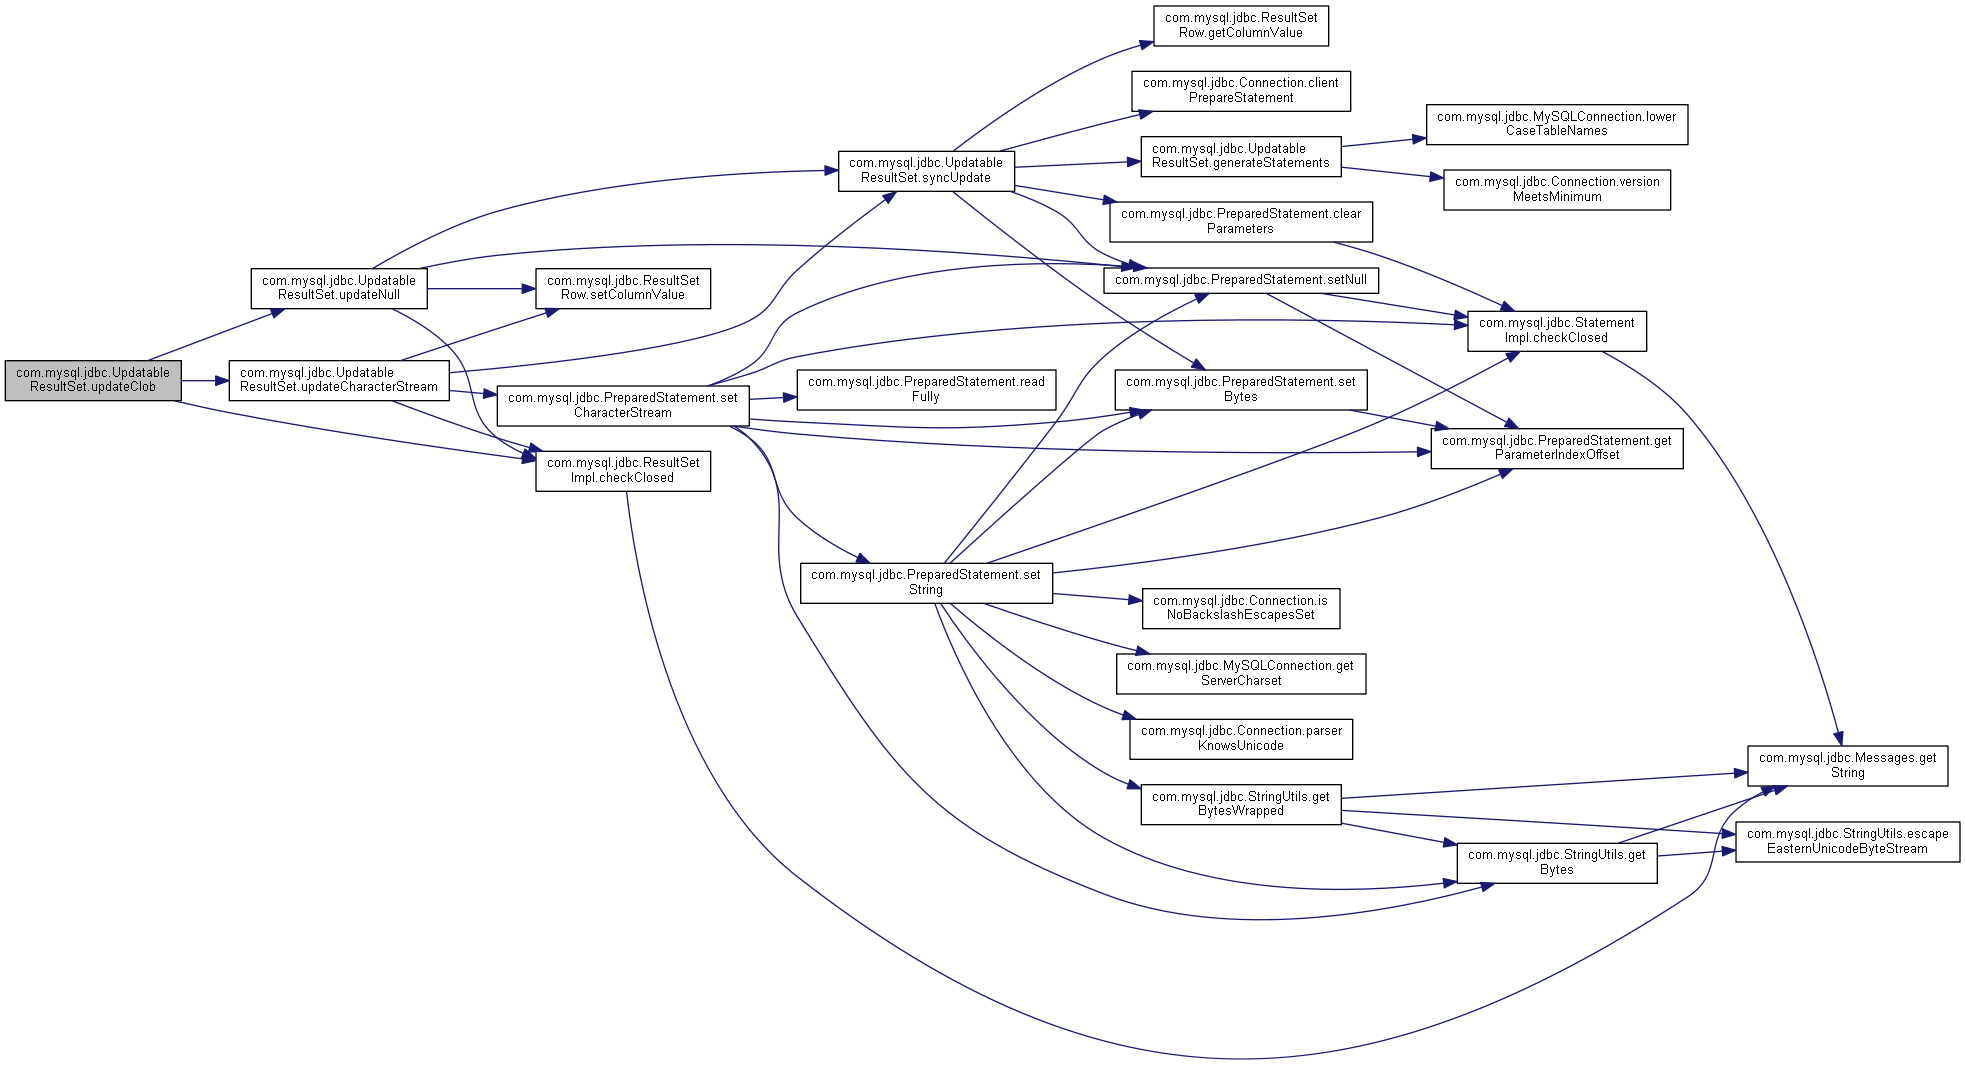 com.mysql.jdbc.ResultSet
Row.getColumnValue
com.mysql.jdbc.Connection.client
PrepareStatement
com.mysql.jdbc.MySQLConnection.lower
CaseTableNames
com.mysql.jdbc.Updatable
ResultSet.generateStatements
com.mysql.jdbc.Updatable
ResultSet.syncUpdate
com.mysql.jdbc.Connection.version
MeetsMinimum
com.mysql.jdbc.PreparedStatement.clear
Parameters
com.mysql.jdbc.Updatable
ResultSet.updateNull
com.mysql.jdbc.ResultSet
Row.setColumnValue
com.mysql.jdbc.PreparedStatement.setNull
com.mysql.jdbc.Statement
Impl.checkClosed
com.mysql.jdbc.Updatable
ResultSet.updateClob
com.mysql.jdbc.Updatable
ResultSet.updateCharacterStream
com.mysql.jdbc.PreparedStatement.set
CharacterStream
com.mysql.jdbc.PreparedStatement.read
Fully
com.mysql.jdbc.PreparedStatement.set
Bytes
com.mysql.jdbc.PreparedStatement.get
ParameterIndexOffset
com.mysql.jdbc.ResultSet
Impl.checkClosed
com.mysql.jdbc.PreparedStatement.set
String
com.mysql.jdbc.Connection.is
NoBackslashEscapesSet
com.mysql.jdbc.MySQLConnection.get
ServerCharset
com.mysql.jdbc.Connection.parser
KnowsUnicode
com.mysql.jdbc.Messages.get
String
com.mysql.jdbc.StringUtils.get
BytesWrapped
com.mysql.jdbc.StringUtils.escape
EasternUnicodeByteStream
com.mysql.jdbc.StringUtils.get
Bytes